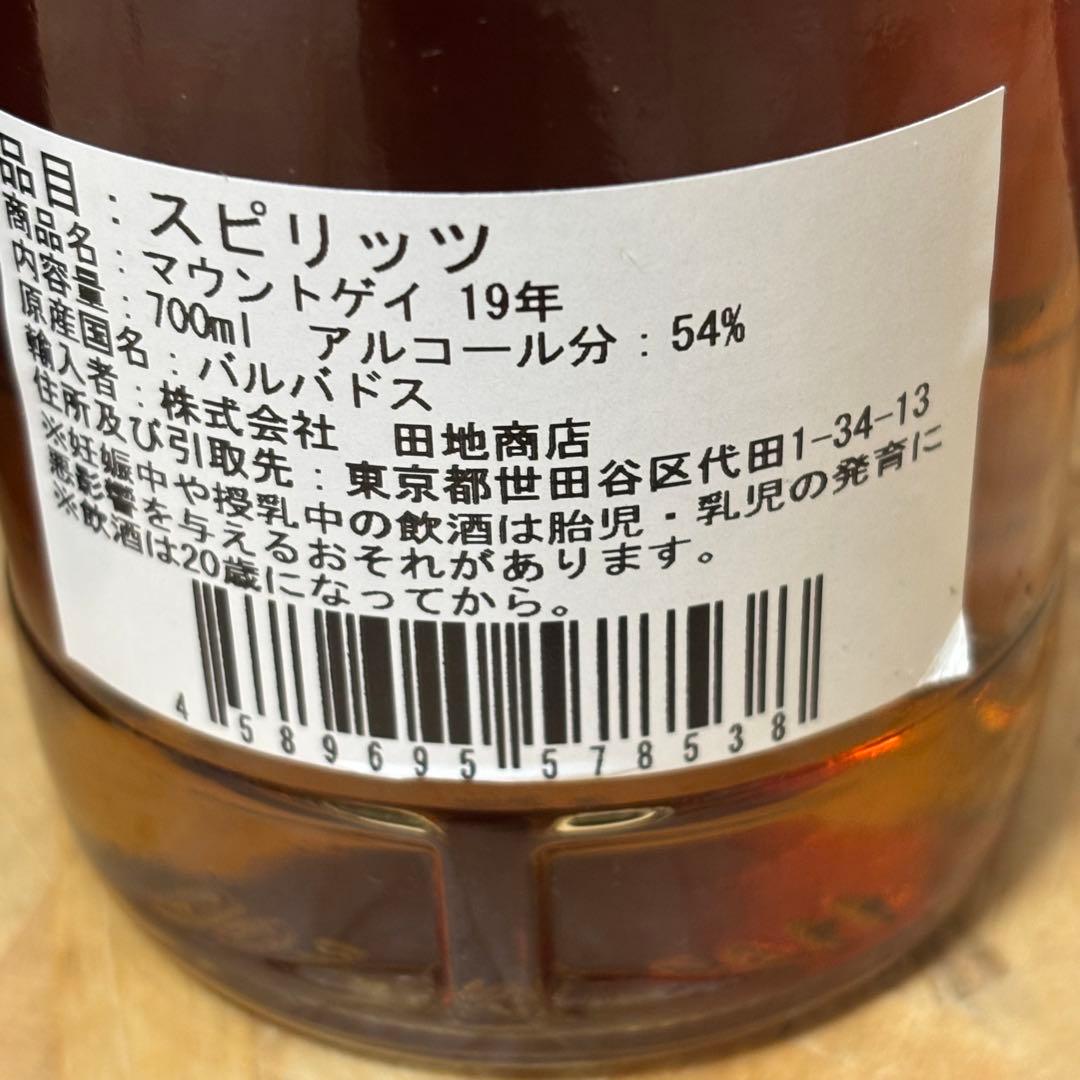 品目：スピリッツ
商品名：マウントゲイ 19年
内容量：700ml アルコール分：54%
原産国名：バルバドス
輸入者：株式会社 田地商店
住所及び引取先：東京都世田谷区代田1-34-13
※妊娠中や授乳中の飲酒は胎児・乳児の発育に
悪影響を与えるおそれがあります。
※飲酒は20歳になってから。
4 589695 578538